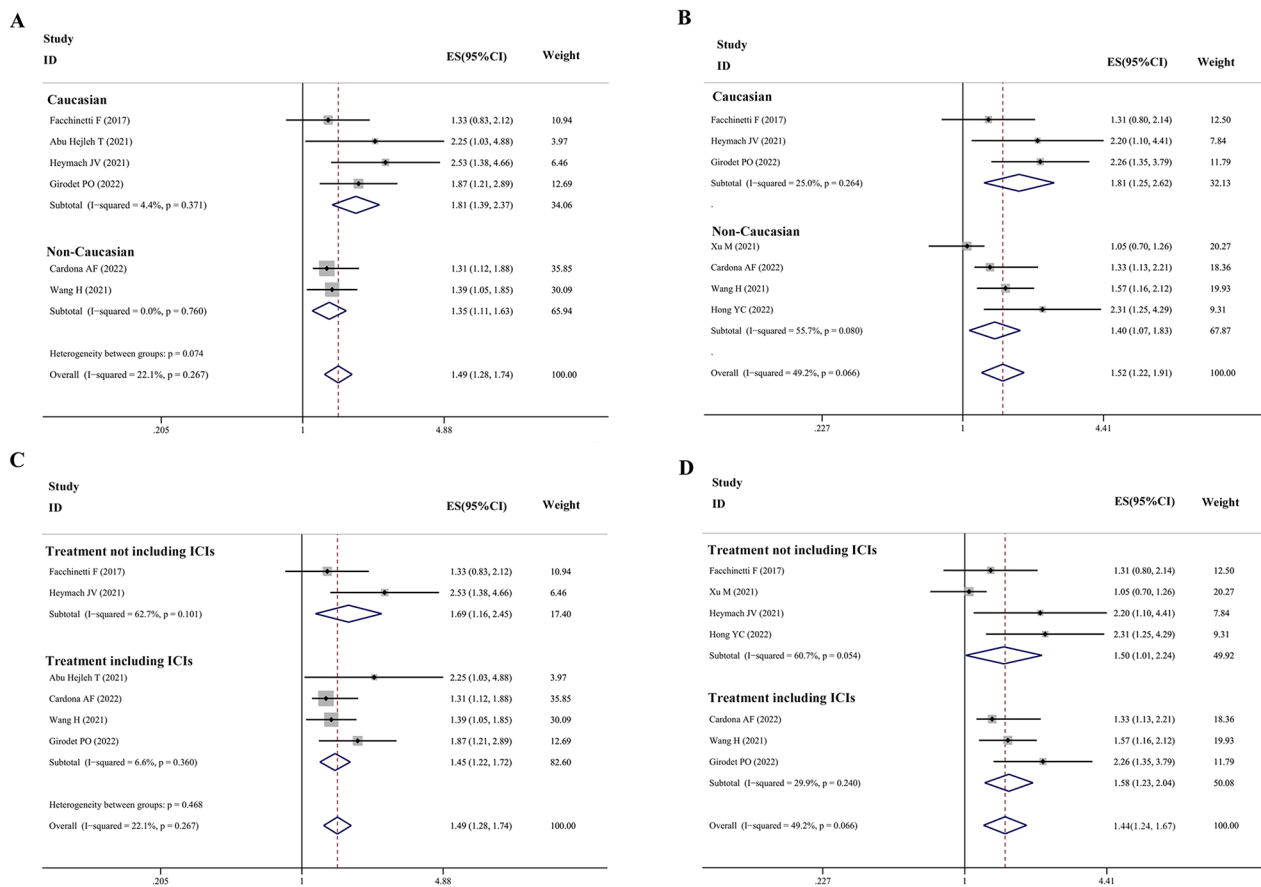 A
Study
ID
ES(95%CI) Weight
Caucasian
Facchinetti F (2017) 1.33 (0.83, 2.12) 10.94
Abu Hejleh T (2021) 2.25 (1.03, 4.88) 3.97
Heymach JV (2021) 2.53 (1.38, 4.66) 6.46
Girodet PO (2022) 1.87 (1.21, 2.89) 12.69
Subtotal (I−squared = 4.4%, p = 0.371) 1.81 (1.39, 2.37) 34.06
Non-Caucasian
Cardona AF (2022) 1.31 (1.12, 1.88) 35.85
Wang H (2021) 1.39 (1.05, 1.85) 30.09
Subtotal (I−squared = 0.0%, p = 0.760) 1.35 (1.11, 1.63) 65.94
Heterogeneity between groups: p = 0.074
Overall (I−squared = 22.1%, p = 0.267) 1.49 (1.28, 1.74) 100.00
.205 1 4.88
B
Study
ID
ES(95%CI) Weight
Caucasian
Facchinetti F (2017) 1.31 (0.80, 2.14) 12.50
Heymach JV (2021) 2.20 (1.10, 4.41) 7.84
Girodet PO (2022) 2.26 (1.35, 3.79) 11.79
Subtotal (I−squared = 25.0%, p = 0.264) 1.81 (1.25, 2.62) 32.13
.
Non-Caucasian
Xu M (2021) 1.05 (0.70, 1.26) 20.27
Cardona AF (2022) 1.33 (1.13, 2.21) 18.36
Wang H (2021) 1.57 (1.16, 2.12) 19.93
Hong YC (2022) 2.31 (1.25, 4.29) 9.31
Subtotal (I−squared = 55.7%, p = 0.080) 1.40 (1.07, 1.83) 67.87
.
Overall (I−squared = 49.2%, p = 0.066) 1.52 (1.22, 1.91) 100.00
.227 1 4.41
C
Study
ID
ES(95%CI) Weight
Treatment not including ICIs
Facchinetti F (2017) 1.33 (0.83, 2.12) 10.94
Heymach JV (2021) 2.53 (1.38, 4.66) 6.46
Subtotal (I−squared = 62.7%, p = 0.101) 1.69 (1.16, 2.45) 17.40
Treatment including ICIs
Abu Hejleh T (2021) 2.25 (1.03, 4.88) 3.97
Cardona AF (2022) 1.31 (1.12, 1.88) 35.85
Wang H (2021) 1.39 (1.05, 1.85) 30.09
Girodet PO (2022) 1.87 (1.21, 2.89) 12.69
Subtotal (I−squared = 6.6%, p = 0.360) 1.45 (1.22, 1.72) 82.60
Heterogeneity between groups: p = 0.468
Overall (I−squared = 22.1%, p = 0.267) 1.49 (1.28, 1.74) 100.00
.205 1 4.88
D
Study
ID
ES(95%CI) Weight
Treatment not including ICIs
Facchinetti F (2017) 1.31 (0.80, 2.14) 12.50
Xu M (2021) 1.05 (0.70, 1.26) 20.27
Heymach JV (2021) 2.20 (1.10, 4.41) 7.84
Hong YC (2022) 2.31 (1.25, 4.29) 9.31
Subtotal (I−squared = 60.7%, p = 0.054) 1.50 (1.01, 2.24) 49.92
Treatment including ICIs
Cardona AF (2022) 1.33 (1.13, 2.21) 18.36
Wang H (2021) 1.57 (1.16, 2.12) 19.93
Girodet PO (2022) 2.26 (1.35, 3.79) 11.79
Subtotal (I−squared = 29.9%, p = 0.240) 1.58 (1.23, 2.04) 50.08
Overall (I−squared = 49.2%, p = 0.066) 1.44(1.24, 1.67) 100.00
.227 1 4.41